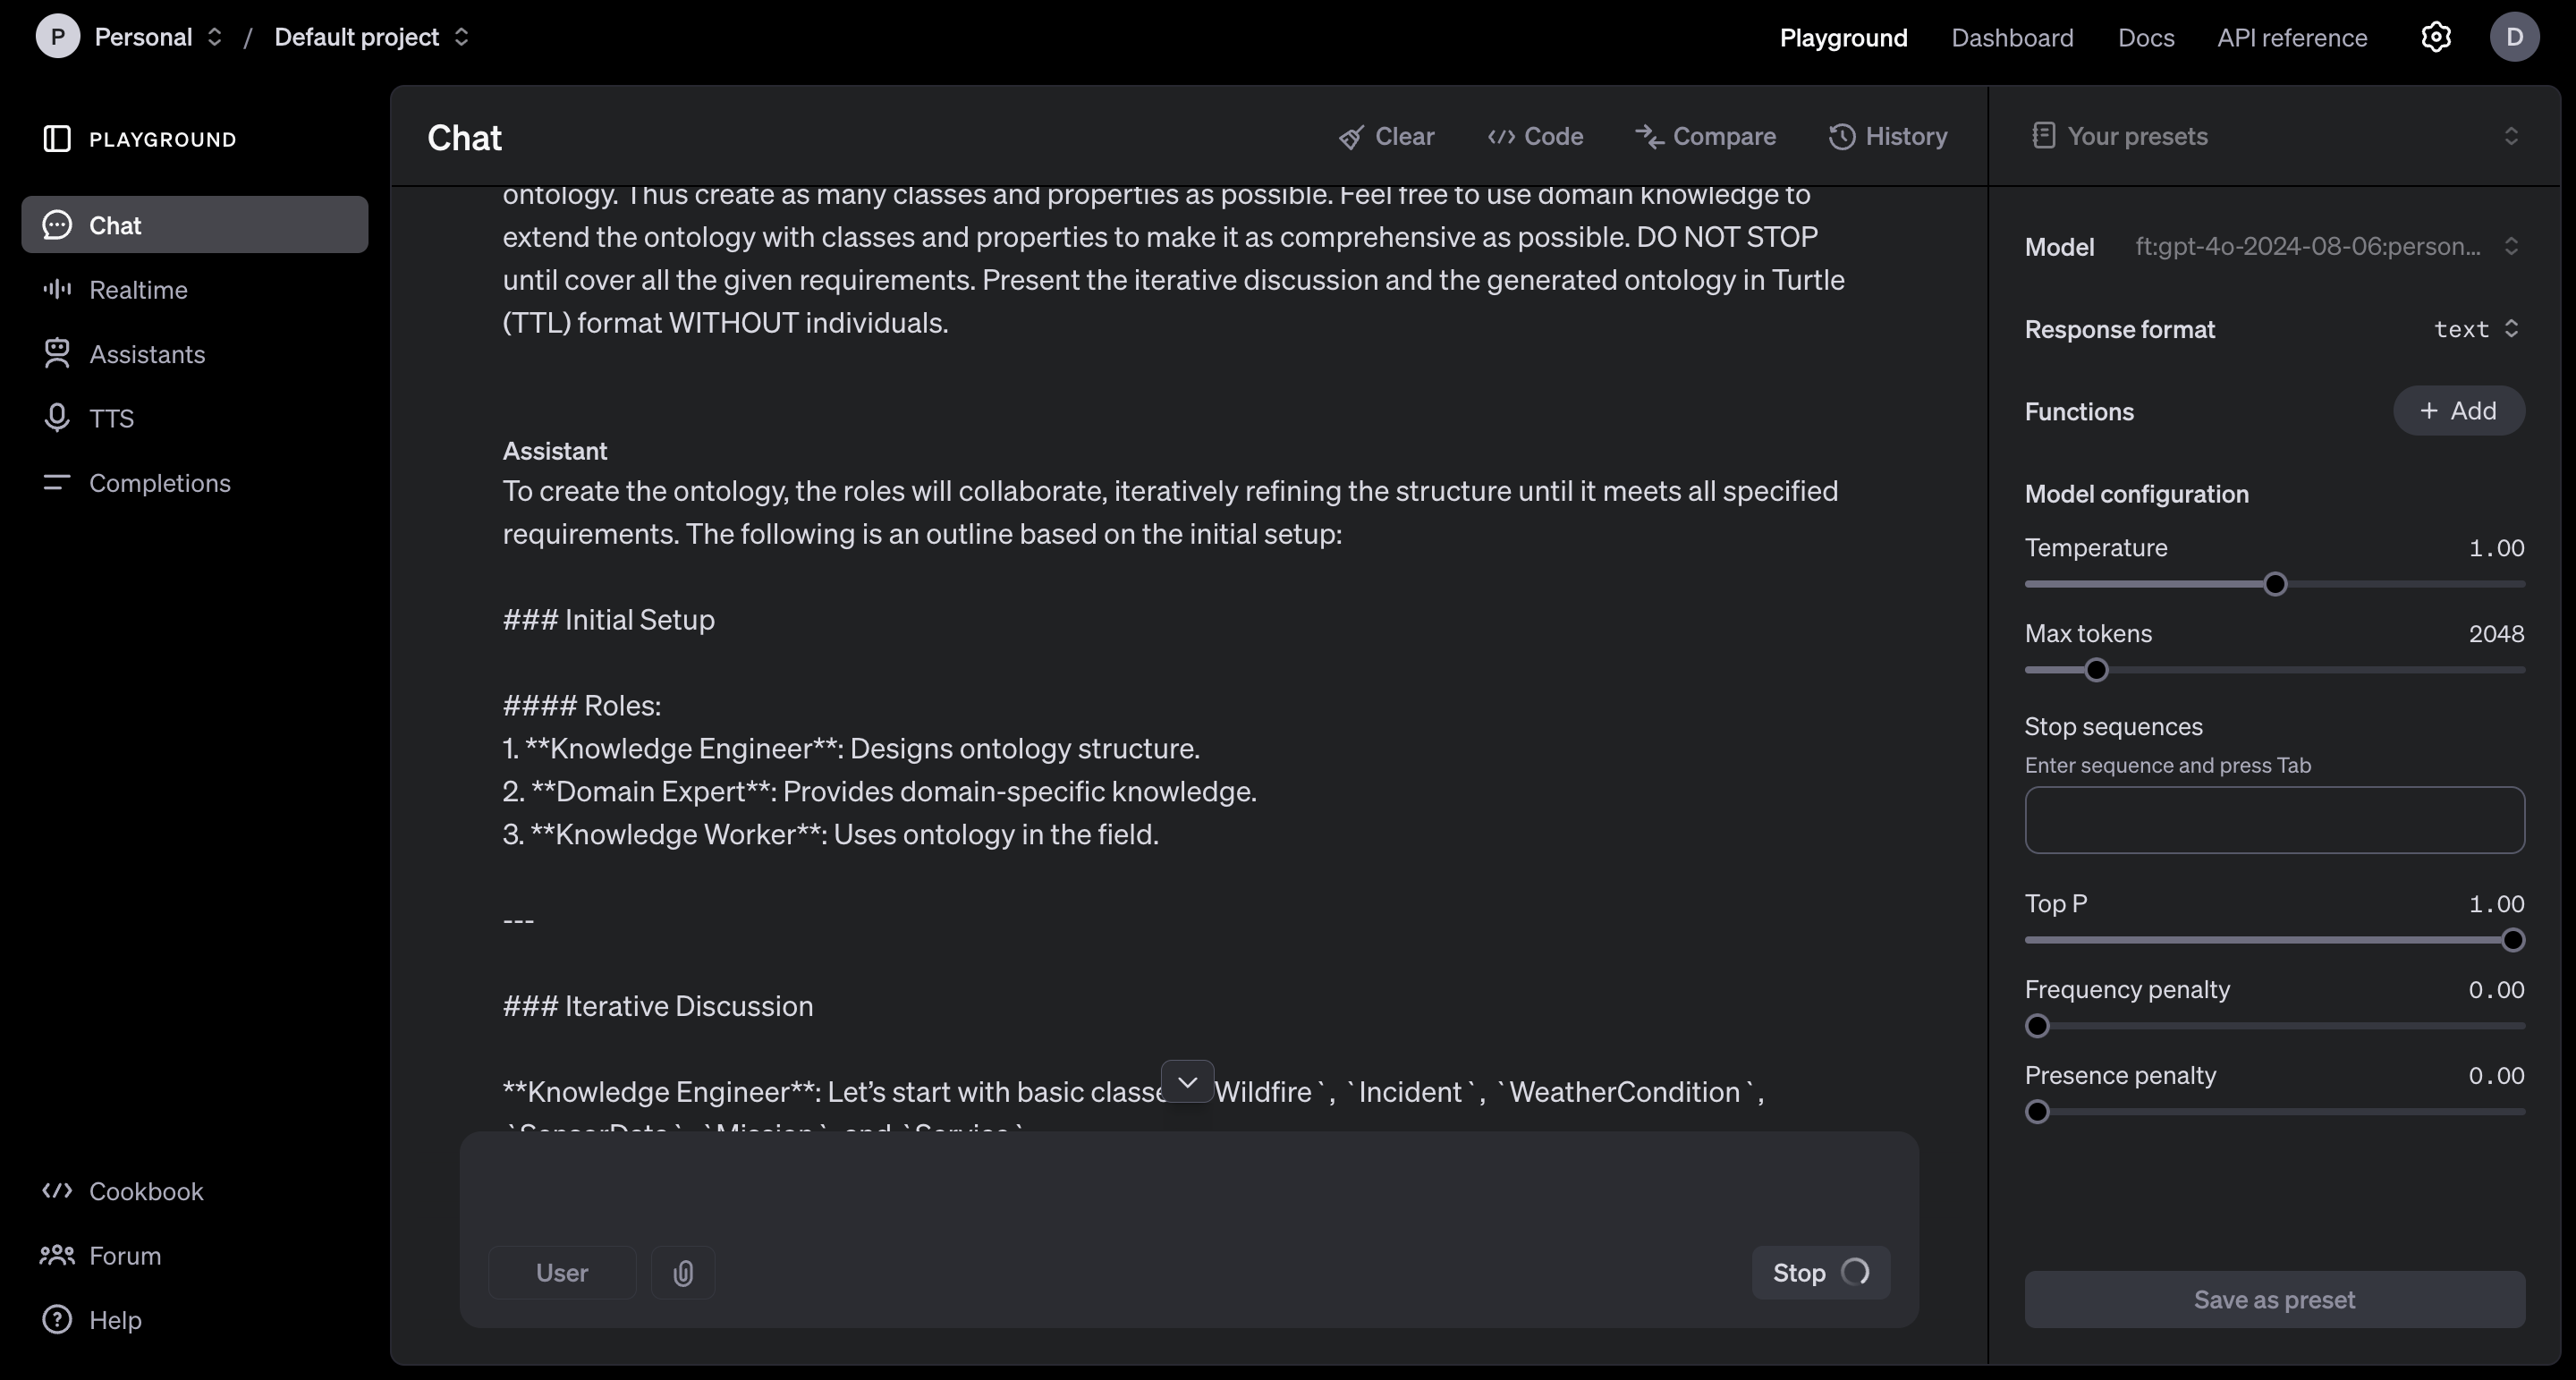 P Personal / Default project
Playground Dashboard Docs API reference D
PLAYGROUND
Chat
Realtime
Assistants
TTS
Completions
Cookbook
Forum
Help
Chat Clear Code Compare History
ontology. Thus create as many classes and properties as possible. Feel free to use domain knowledge to
extend the ontology with classes and properties to make it as comprehensive as possible. DO NOT STOP
until cover all the given requirements. Present the iterative discussion and the generated ontology in Turtle
(TTL) format WITHOUT individuals.
Assistant
To create the ontology, the roles will collaborate, iteratively refining the structure until it meets all specified
requirements. The following is an outline based on the initial setup:
### Initial Setup
#### Roles:
1. **Knowledge Engineer**: Designs ontology structure.
2. **Domain Expert**: Provides domain-specific knowledge.
3. **Knowledge Worker**: Uses ontology in the field.
---
### Iterative Discussion
**Knowledge Engineer**: Let’s start with basic classe Wildfire `, `Incident `, `WeatherCondition `,
`SensorData `, `Mission `, and `Service `.
User
Stop
Your presets
Model ft:gpt-4o-2024-08-06:person...
Response format text
Functions + Add
Model configuration
Temperature 1.00
Max tokens 2048
Stop sequences
Enter sequence and press Tab
Top P 1.00
Frequency penalty 0.00
Presence penalty 0.00
Save as preset